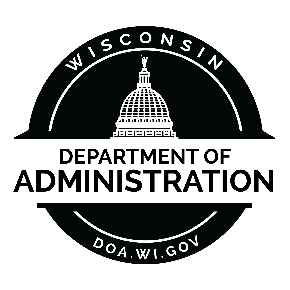 WISCONSIN
DEPARTMENT OF
ADMINISTRATION
DOA.WI.GOV